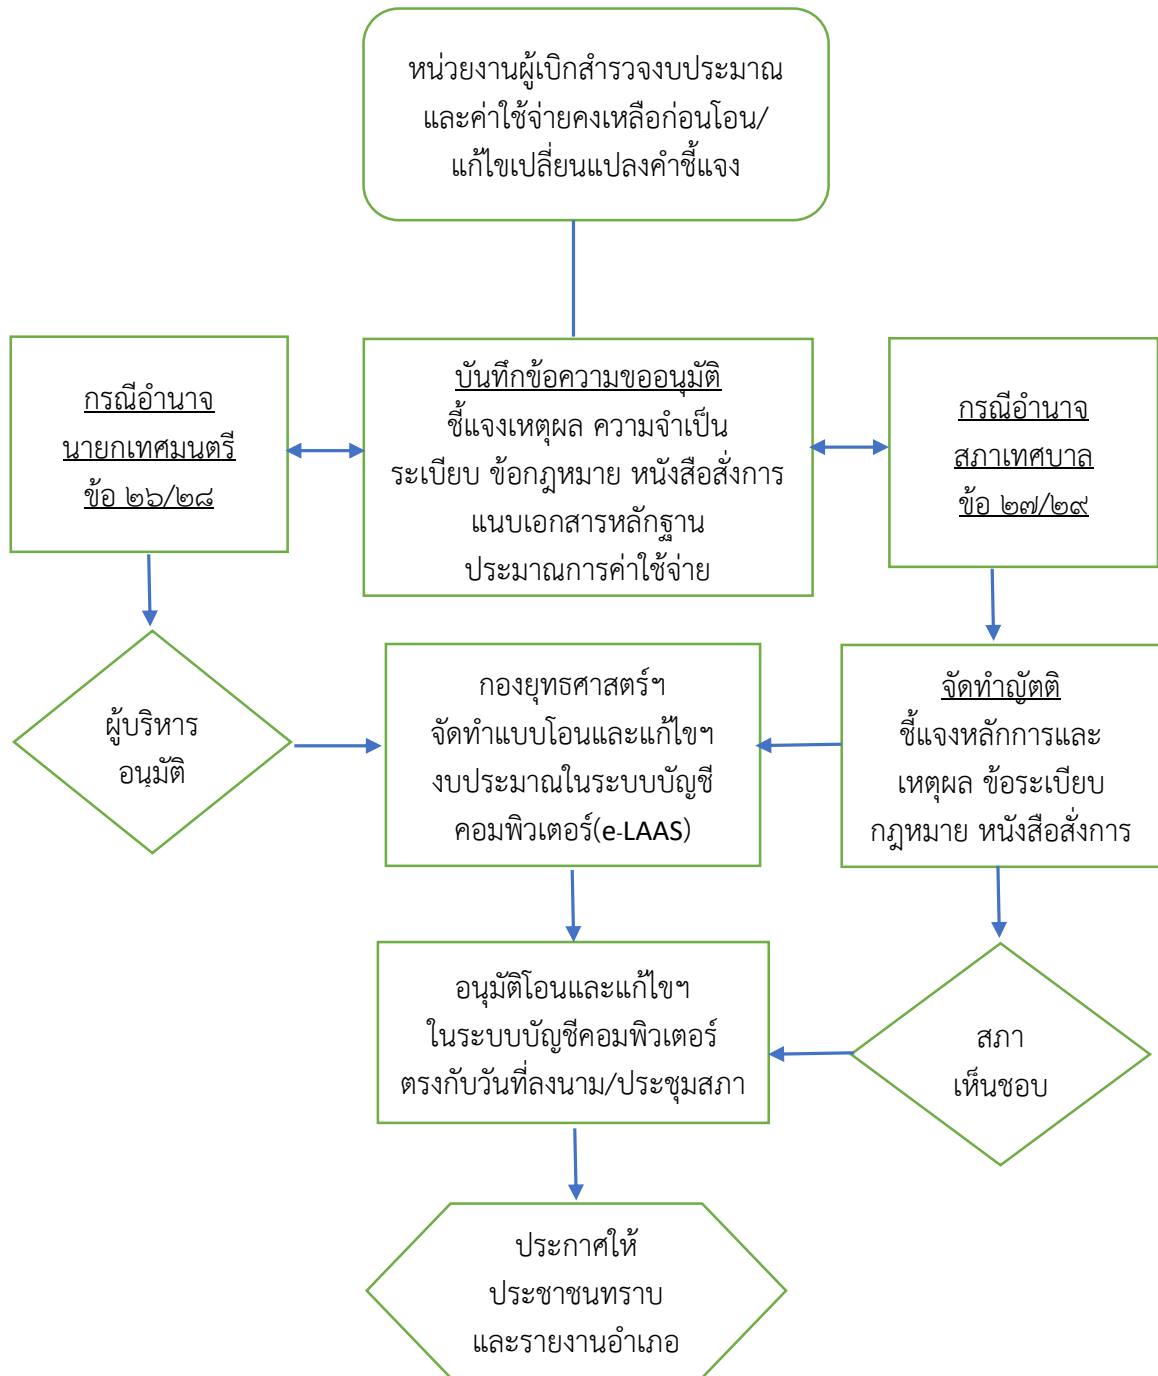 หน่วยงานผู้เบิกสำรวจงบประมาณ
และค่าใช้จ่ายคงเหลือก่อนโอน/
แก้ไขเปลี่ยนแปลงคำชี้แจง
กรณีอำนาจ
นายกเทศมนตรี
ข้อ ๒๖/๒๘
บันทึกข้อความขออนุมัติ
ชี้แจงเหตุผล ความจำเป็น
ระเบียบ ข้อกฎหมาย หนังสือสั่งการ
แนบเอกสารหลักฐาน
ประมาณการค่าใช้จ่าย
กรณีอำนาจ
สภาเทศบาล
ข้อ ๒๗/๒๙
ผู้บริหาร
อนุมัติ
กองยุทธศาสตร์ฯ
จัดทำแบบโอนและแก้ไขฯ
งบประมาณในระบบบัญชี
คอมพิวเตอร์(e-LAAS)
จัดทำญัตติ
ชี้แจงหลักการและ
เหตุผล ข้อระเบียบ
กฎหมาย หนังสือสั่งการ
อนุมัติโอนและแก้ไขฯ
ในระบบบัญชีคอมพิวเตอร์
ตรงกับวันที่ลงนาม/ประชุมสภา
สภา
เห็นชอบ
ประกาศให้
ประชาชนทราบ
และรายงานอำเภอ